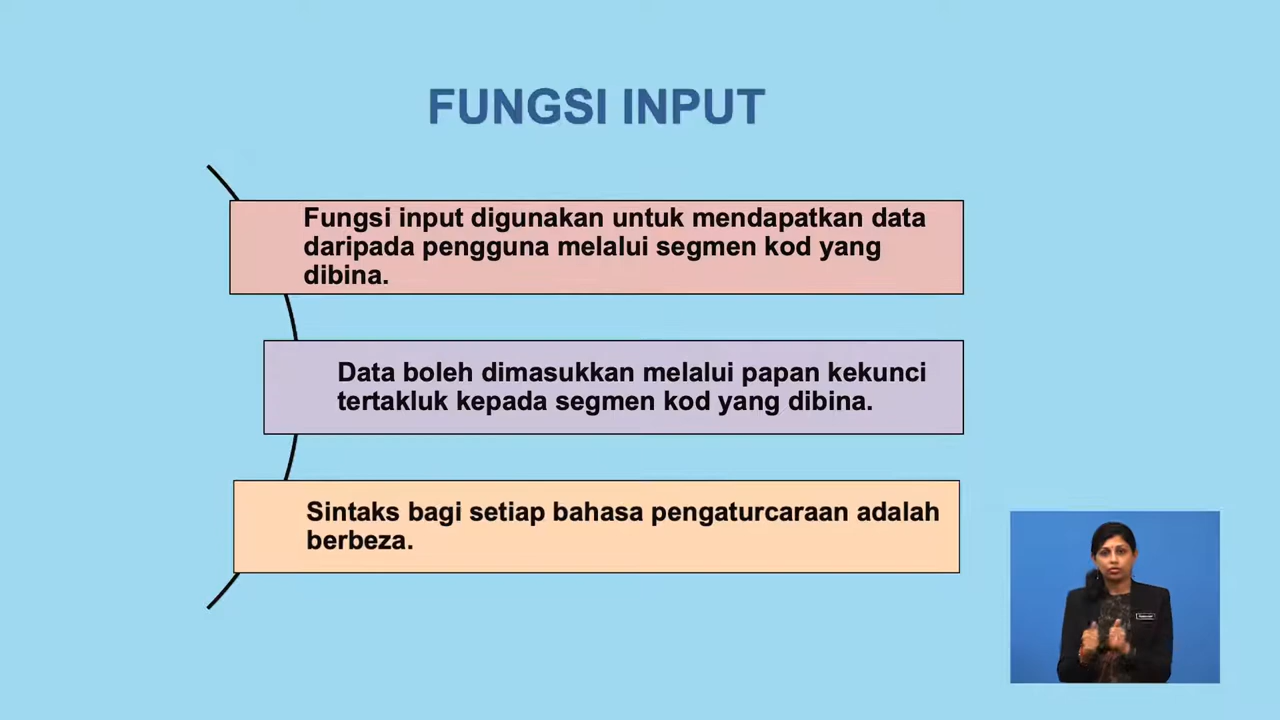 FUNGSI INPUT
Fungsi input digunakan untuk mendapatkan data
daripada pengguna melalui segmen kod yang
dibina.
Data boleh dimasukkan melalui papan kekunci
tertakluk kepada segmen kod yang dibina.
Sintaks bagi setiap bahasa pengaturcaraan adalah
berbeza.